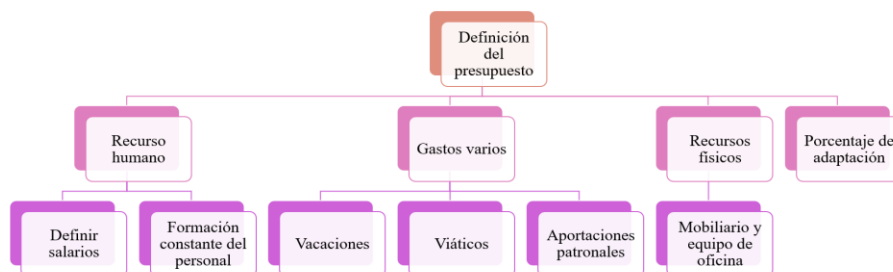 Definición
del
presupuesto
Recurso
humano
Gastos varios
Recursos
físicos
Porcentaje de
adaptación
Definir
salarios
Formación
constante del
personal
Vacaciones
Viáticos
Aportaciones
patronales
Mobiliario y
equipo de
oficina